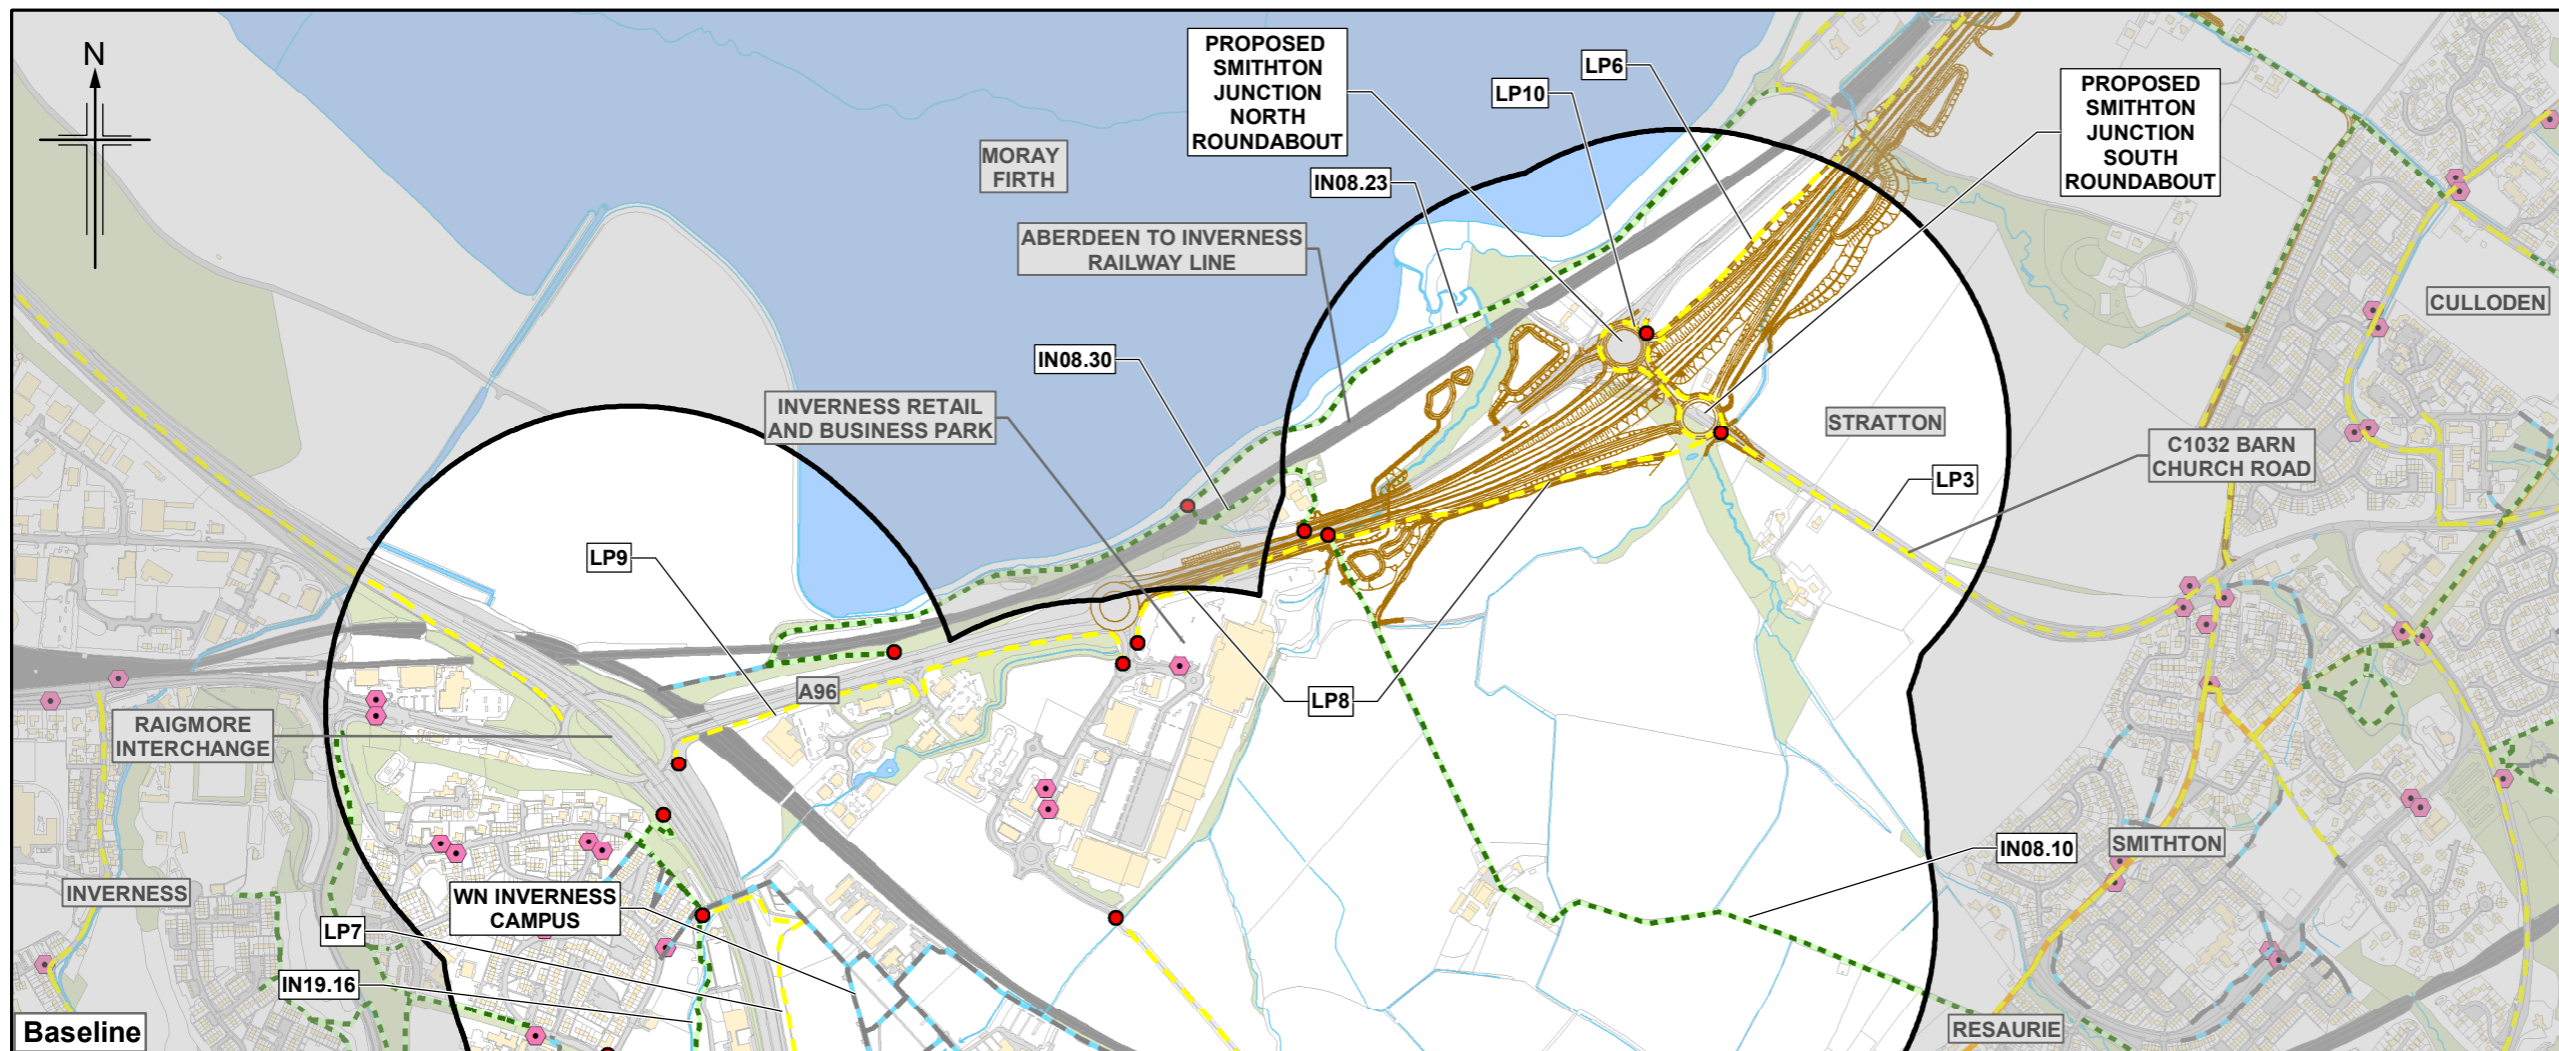 N
PROPOSED
SMITHTON
JUNCTION
NORTH
ROUNDABOUT
LP6
LP10
PROPOSED
SMITHTON
JUNCTION
SOUTH
ROUNDABOUT
MORAY
FIRTH
IN08.23
ABERDEEN TO INVERNESS
RAILWAY LINE
CULLODEN
IN08.30
INVERNESS RETAIL
AND BUSINESS PARK
STRATTON
C1032 BARN
CHURCH ROAD
LP3
LP9
A96
LP8
RAIGMORE
INTERCHANGE
IN08.10
SMITHTON
INVERNESS
WN INVERNESS
CAMPUS
LP7
IN19.16
Baseline
RESAURIE